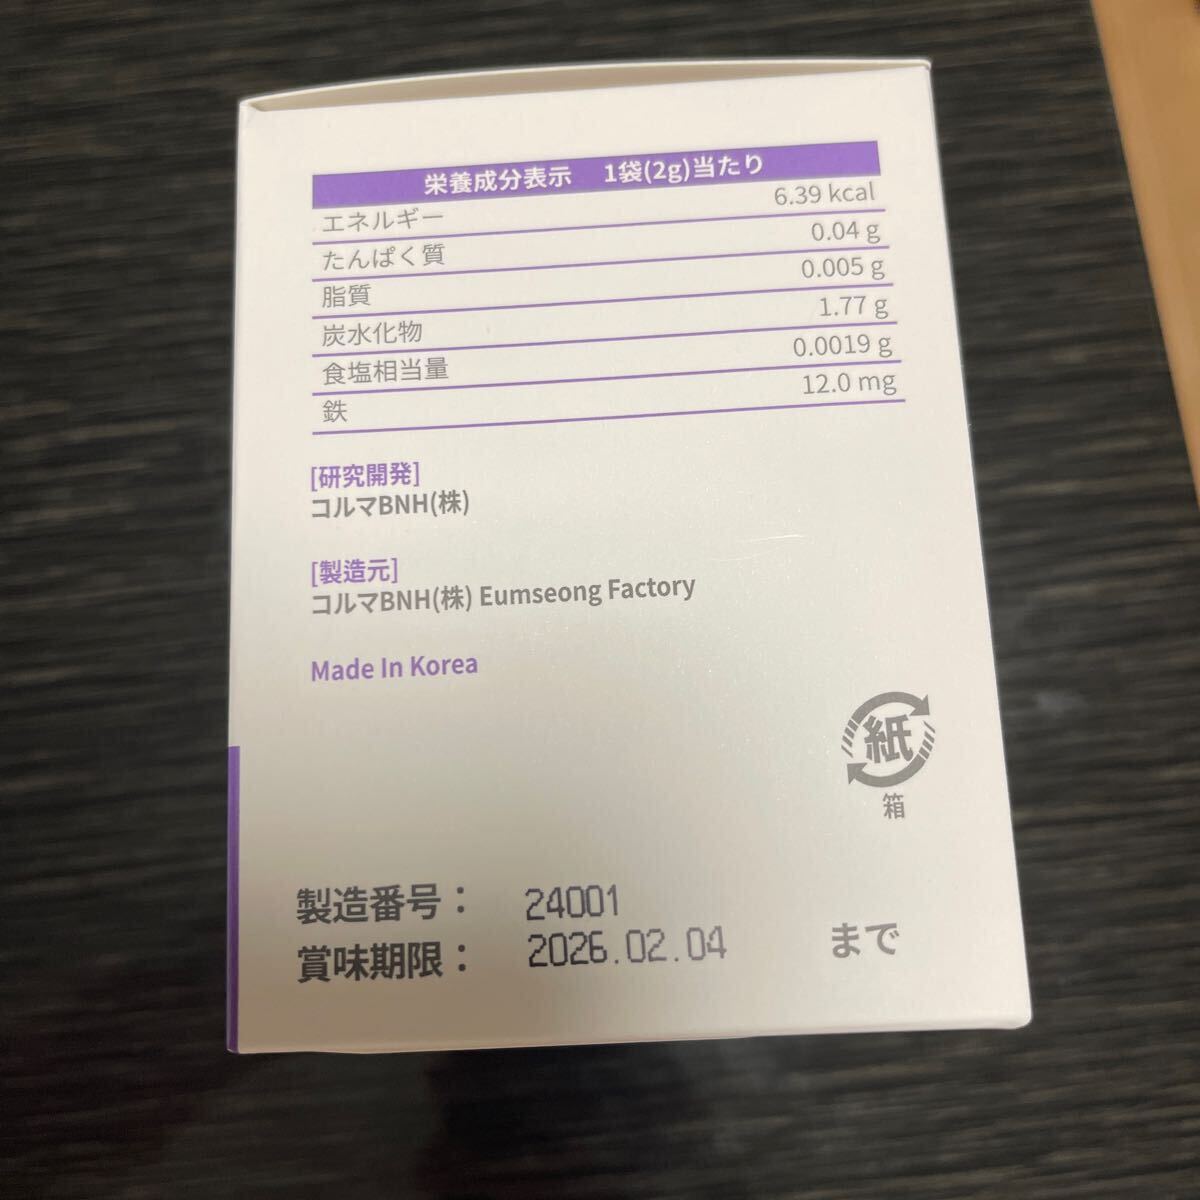 栄養成分表示 1袋(2g)当たり
エネルギー 6.39 kcal
たんぱく質 0.04 g
脂質 0.005 g
炭水化物 1.77 g
食塩相当量 0.0019 g
鉄 12.0 mg
[研究開発]
コルマBNH(株)
[製造元]
コルマBNH(株) Eumseong Factory
Made In Korea
紙
箱
製造番号： 24001
賞味期限： 2026.02.04 まで